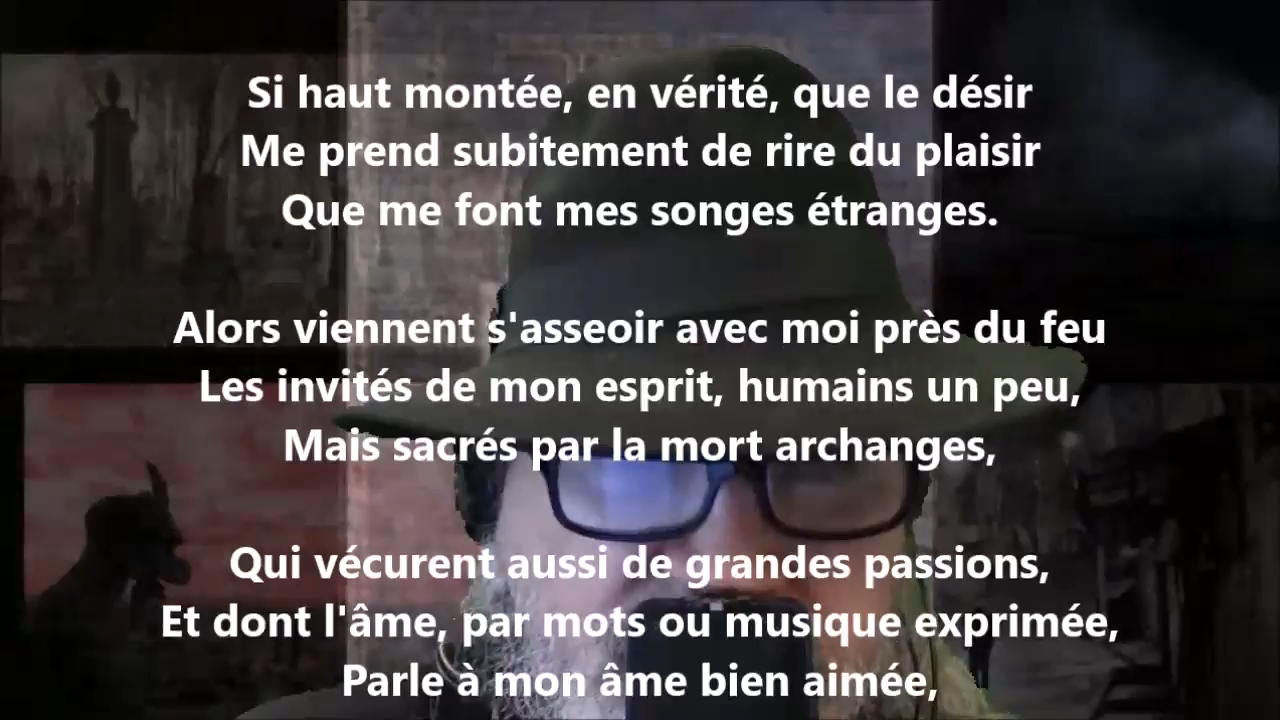 Si haut montée, en vérité, que le désir
Me prend subitement de rire du plaisir
Que me font mes songes étranges.
Alors viennent s'asseoir avec moi près du feu
Les invités de mon esprit, humains un peu,
Mais sacrés par la mort archanges,
Qui vécurent aussi de grandes passions,
Et dont l'âme, par mots ou musique exprimée,
Parle à mon âme bien aimée,